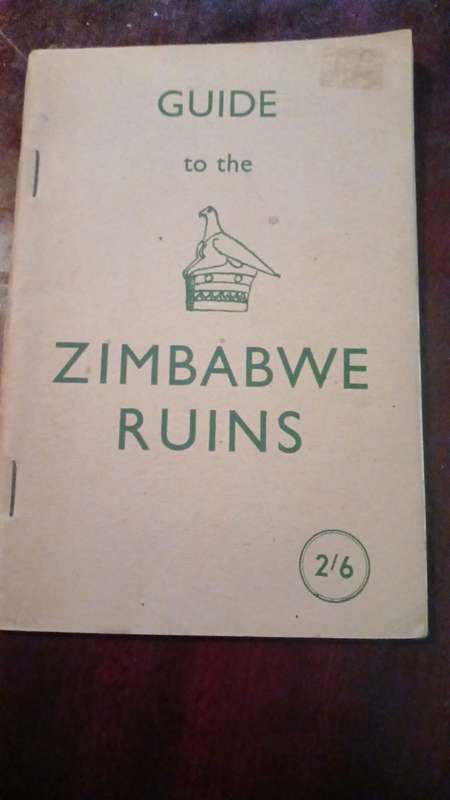 GUIDE
to the
ZIMBABWE
RUINS
2/6